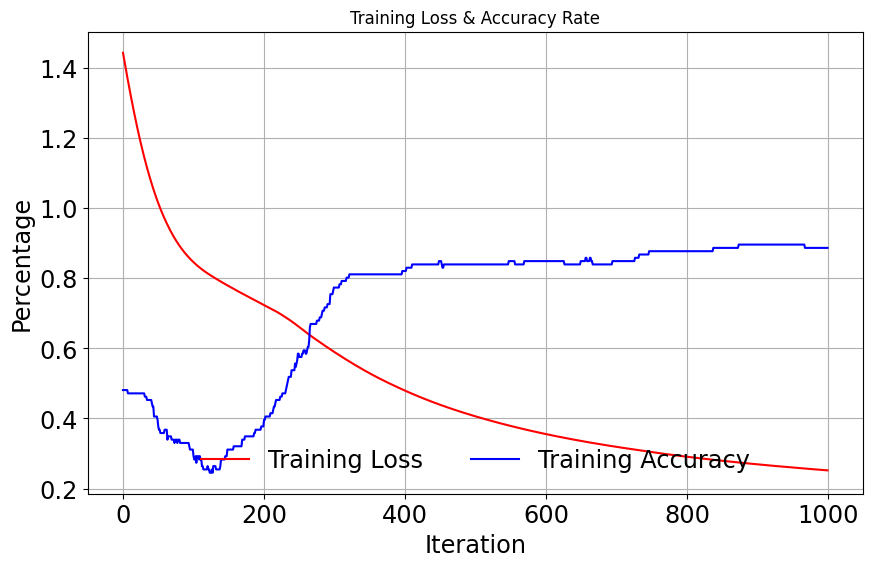 Training Loss & Accuracy Rate
Percentage
1.4
1.2
1.0
0.8
0.6
0.4
0.2
Training Loss Training Accuracy
0 200 400 600 800 1000
Iteration